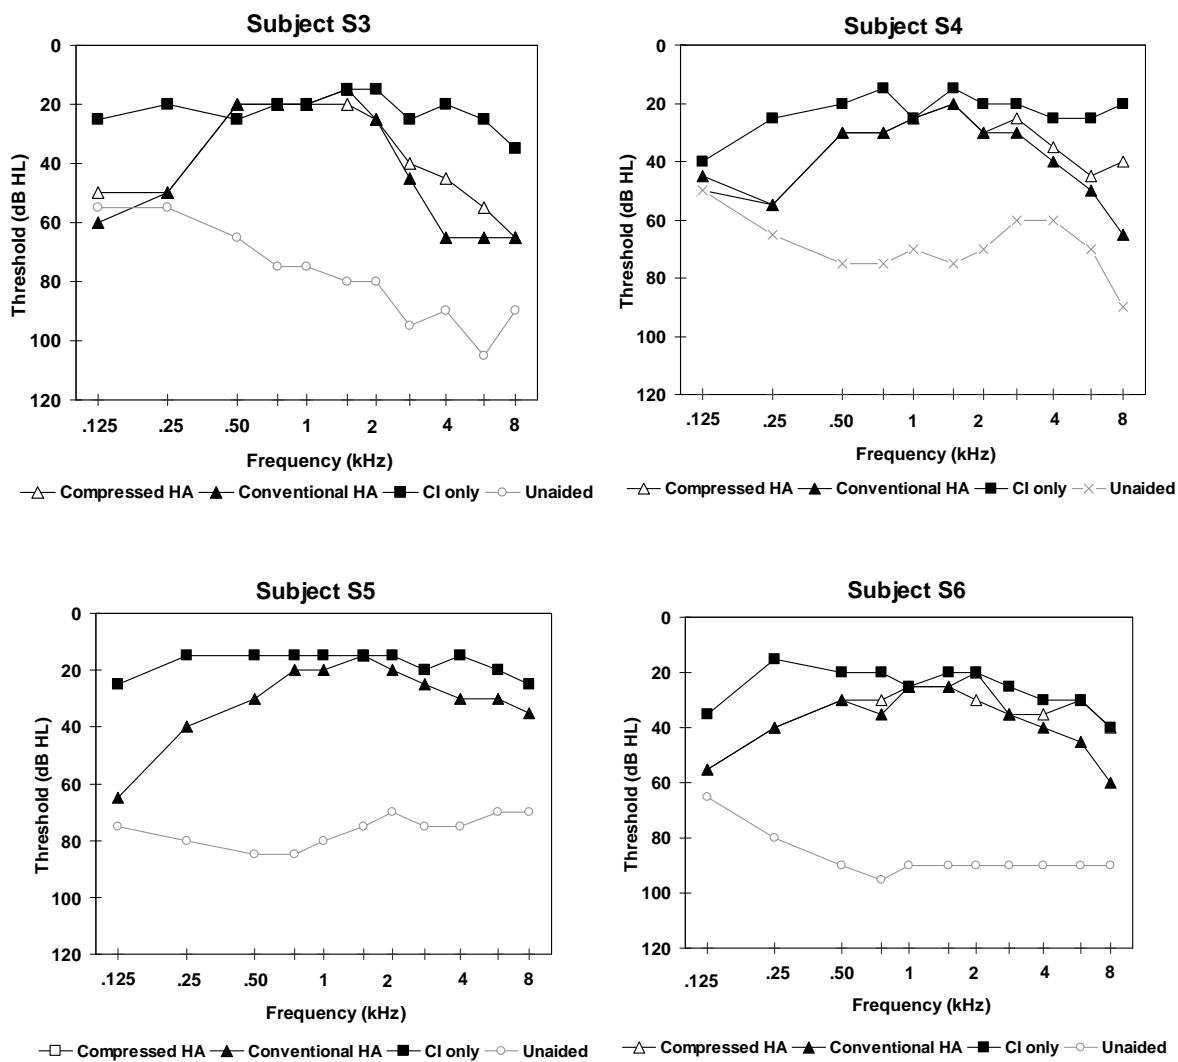 Subject S3
0
20
40
60
80
100
120
Threshold (dB HL)
.125 .25 .50 1 2 4 8
Frequency (kHz)
Compressed HA Conventional HA CI only Unaided
Subject S4
0
20
40
60
80
100
120
Threshold (dB HL)
.125 .25 .50 1 2 4 8
Frequency (kHz)
Compressed HA Conventional HA CI only Unaided
Subject S5
0
20
40
60
80
100
120
Threshold (dB HL)
.125 .25 .50 1 2 4 8
Frequency (kHz)
Compressed HA Conventional HA CI only Unaided
Subject S6
0
20
40
60
80
100
120
Threshold (dB HL)
.125 .25 .50 1 2 4 8
Frequency (kHz)
Compressed HA Conventional HA CI only Unaided